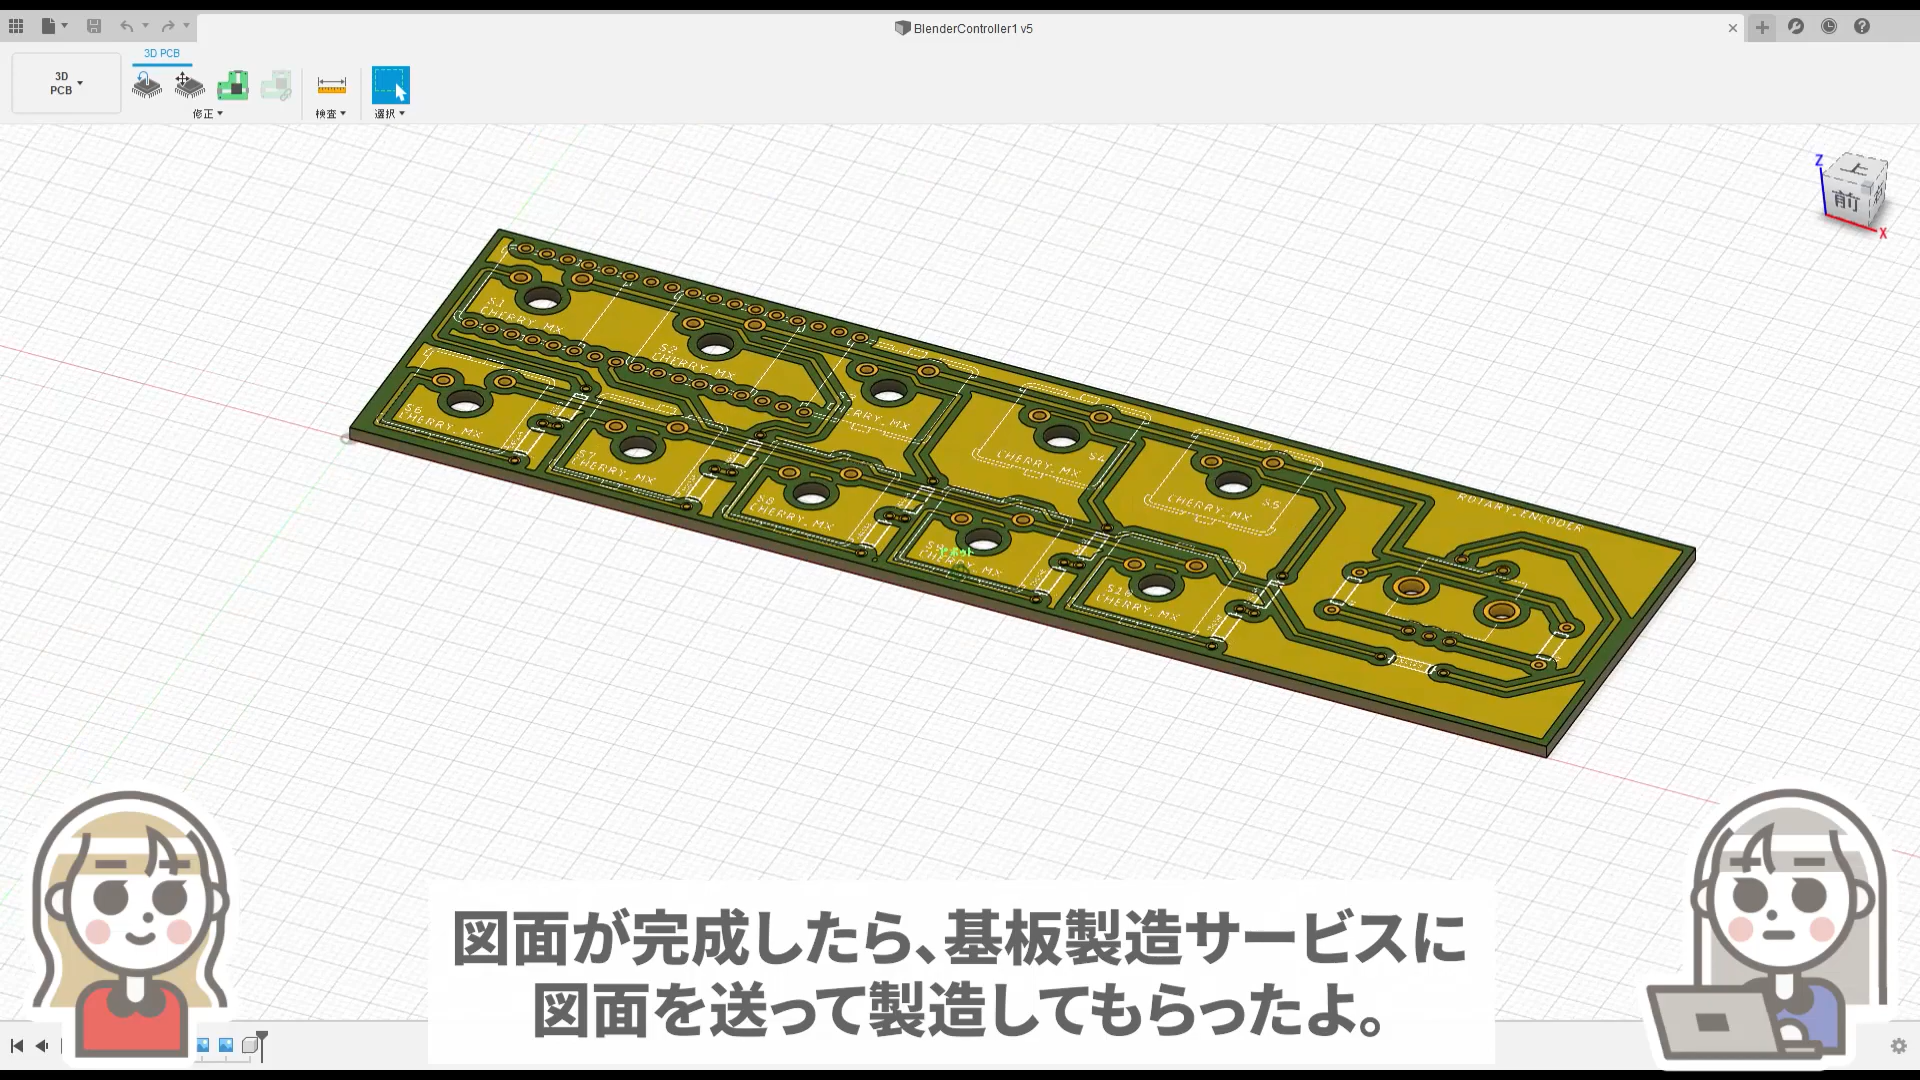 BlenderController1 v5
3D PCB
3D
PCB
修正
検査
選択
Z
上
前
X
S1
CHERRY_MX
S2
CHERRY_MX
CHERRY_MX
S4
CHERRY_MX
S5
CHERRY_MX
S6
CHERRY_MX
S7
CHERRY_MX
S8
CHERRY_MX
S9
CHERRY_MX
S10
CHERRY_MX
ROTARY_ENCODER
図面が完成したら、基板製造サービスに
図面を送って製造してもらったよ。